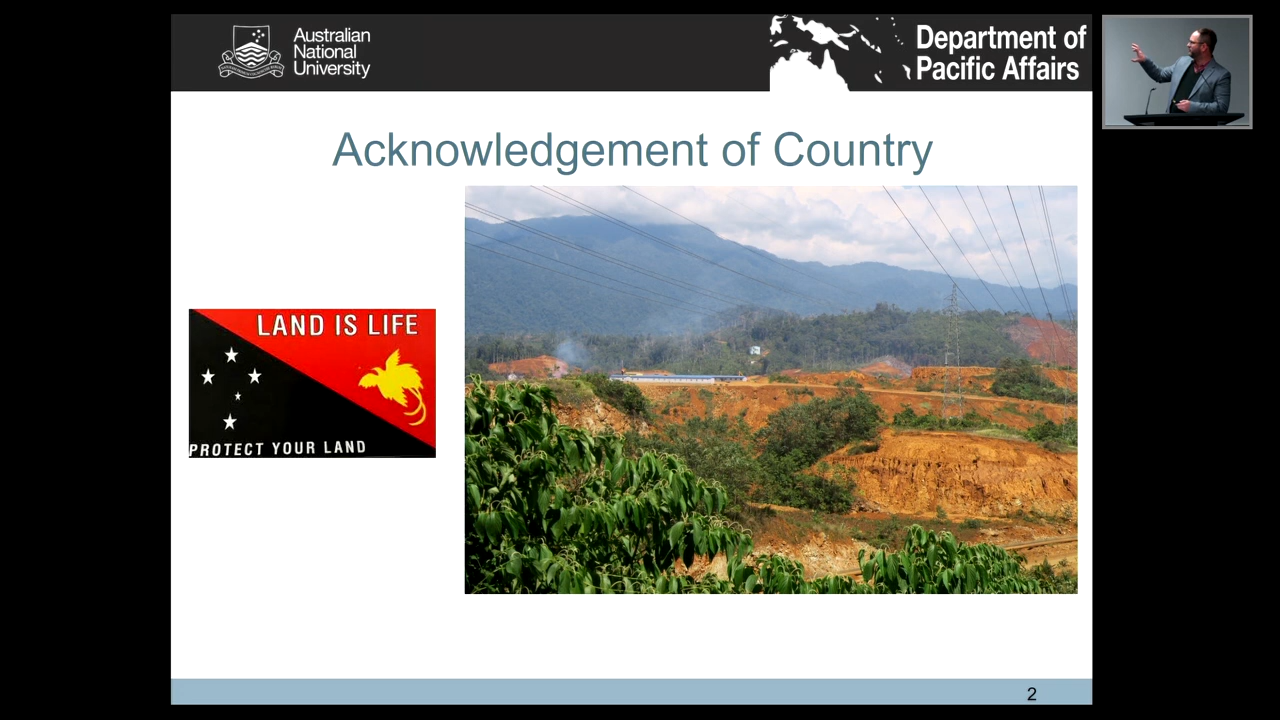 Australian
National
University
Department of
Pacific Affairs
Acknowledgement of Country
LAND IS LIFE
PROTECT YOUR LAND
2